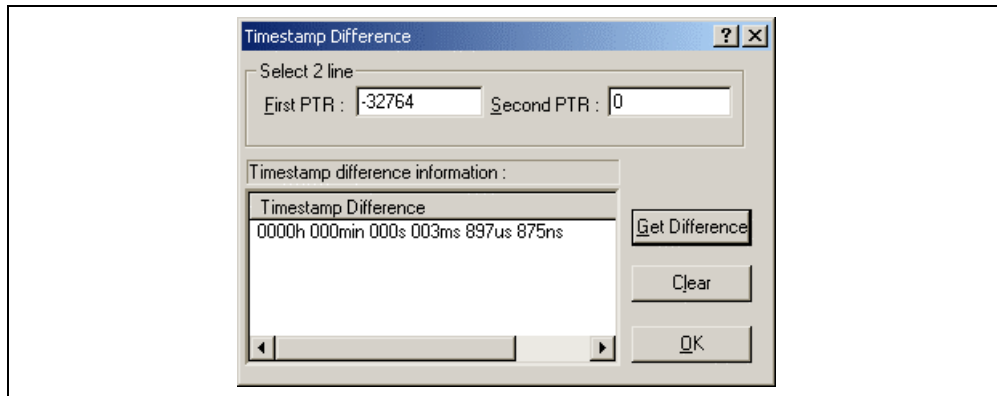 Timestamp Difference
Select 2 line
First PTR : -32764 Second PTR : 0
Timestamp difference information :
Timestamp Difference
0000h 000min 000s 003ms 897us 875ns
Get Difference
Clear
OK